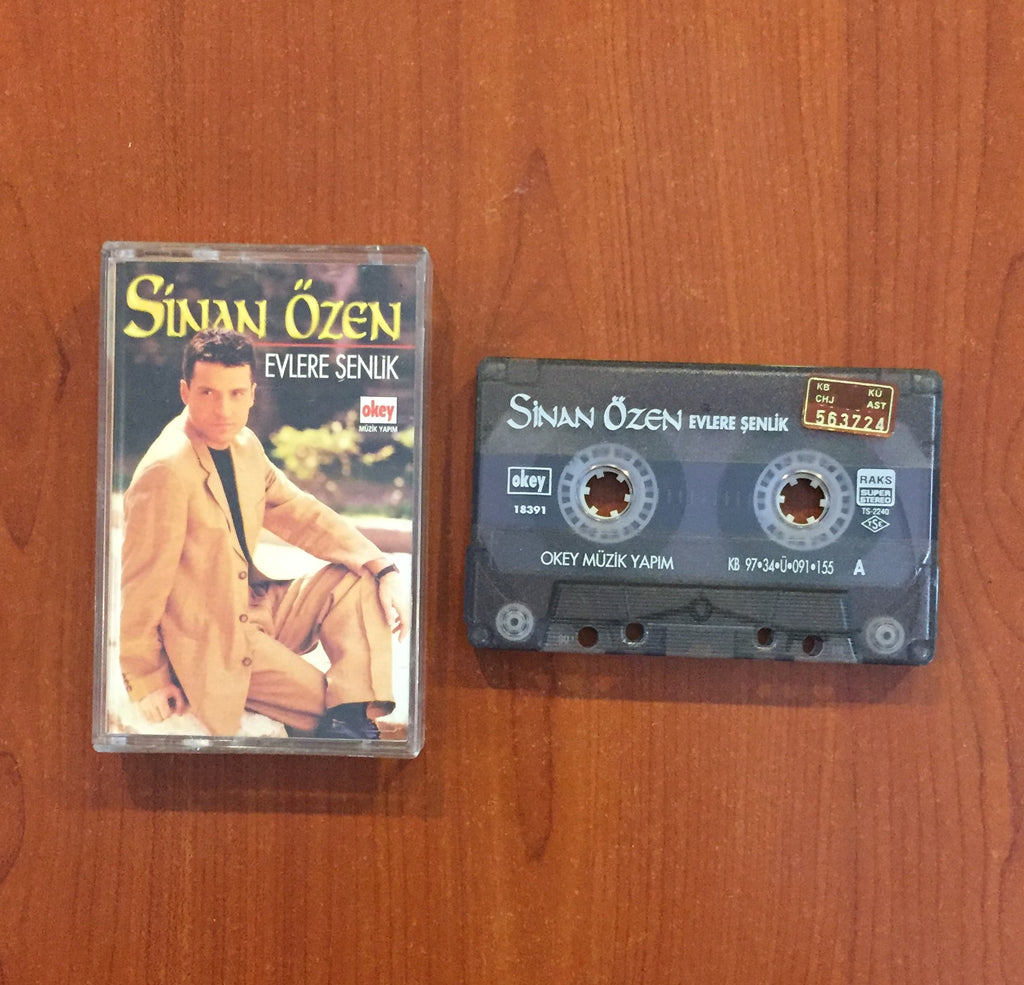 SİNAN ÖZEN
EVLERE ŞENLİK
okey
MÜZİK YAPIM
SİNAN ÖZEN EVLERE ŞENLİK
KB KÜ
CHJ AST
563724
okey
18391
RAKS
SUPER
STEREO
TS-2240
TSE
OKEY MÜZİK YAPIM KB 97•34•Ü•091•155 A